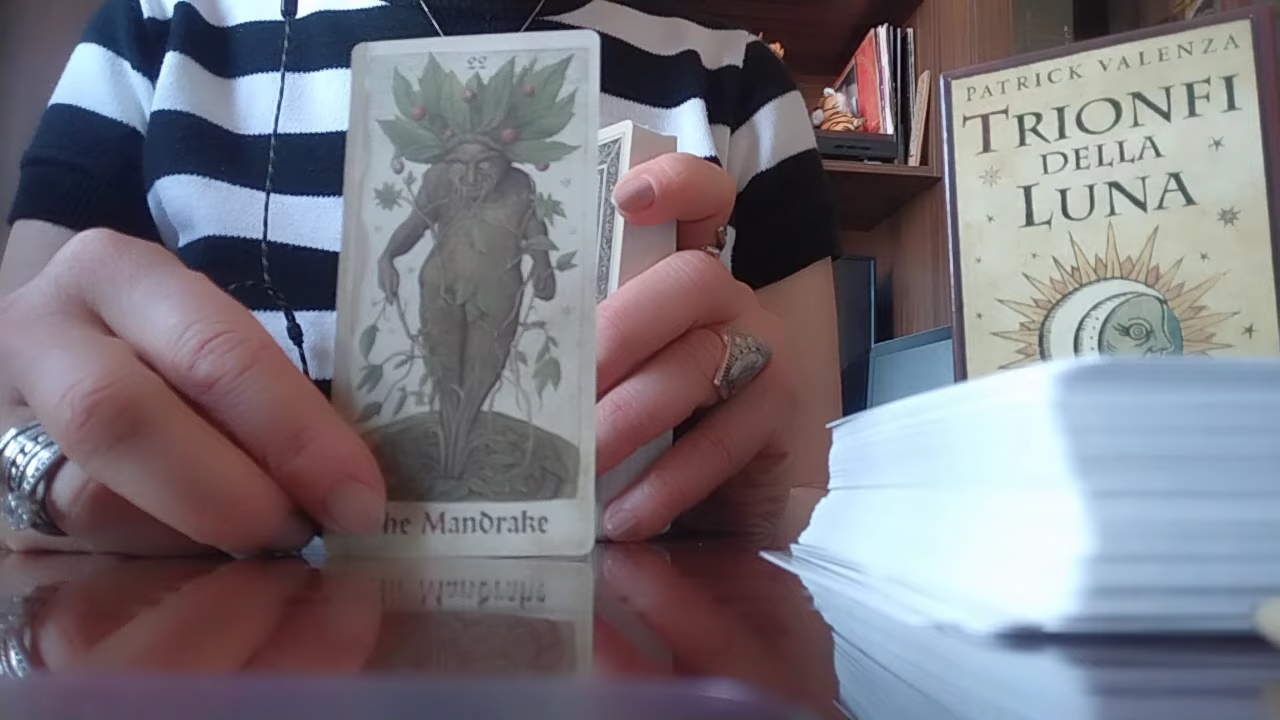 22
he Mandrake
PATRICK VALENZA
TRIONFI
DELLA
LUNA